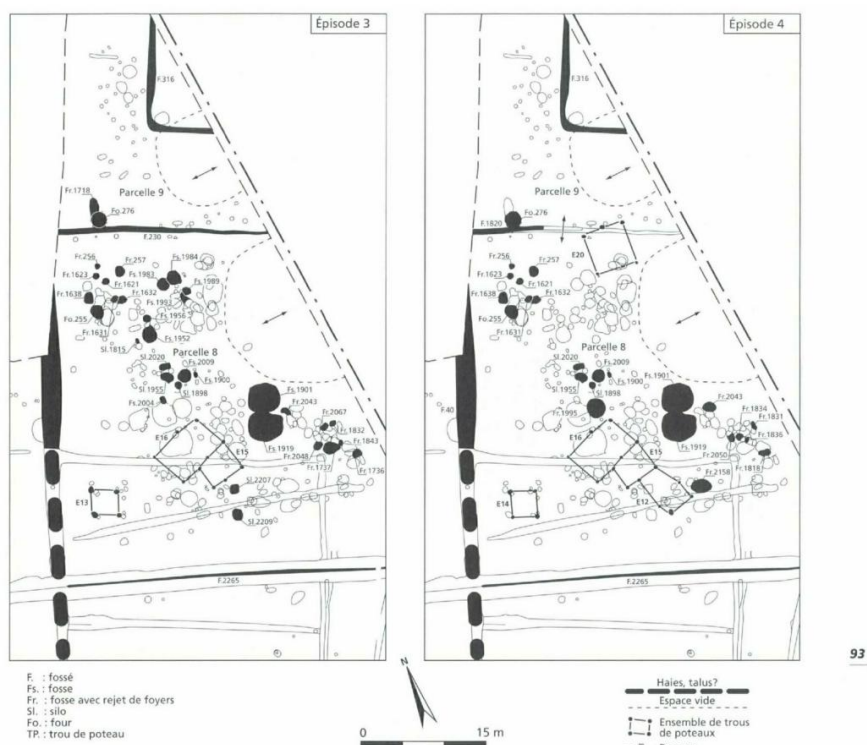 Épisode 3
F.316
Parcelle 9
Fr.1718
Fo.276
F.230
Fr.256
Fr.257
Fs.1984
Fs.1983
Fr.1623
Fr.1621
Fs.1989
Fr.1638
Fr.1632
Fs.1993
Fs.1956
Fo.255
Fr.1631
Fs.1952
Sl.1815
Parcelle 8
Sl.2020
Fs.2009
Fs.1900
Sl.1955
Sl.1898
Fs.1901
Fs.2004
Fr.2043
Fr.2067
E16
Fr.1832
E15
Fs.1919
Fr.1843
Fr.2048
Fr.1737
Fr.1736
Sl.2207
E13
Sl.2209
F.2265
Épisode 4
F.316
Parcelle 9
Fo.276
F.1820
E20
Fr.256
Fr.257
Fr.1623
Fr.1621
Fr.1638
Fr.1632
Fo.255
Fr.1631
Parcelle 8
Sl.2020
Fs.2009
Fs.1900
Fs.1901
Sl.1955
Sl.1898
Fr.2043
F.40
Fr.1995
Fr.1834
Fr.1831
E16
E15
Fr.1836
Fs.1919
Fr.2050
Fr.1818
Fr.2158
E14
E12
F.2265
93
F. : fossé
Fs. : fosse
Fr. : fosse avec rejet de foyers
Sl. : silo
Fo. : four
TP. : trou de poteau
N
0 15 m
Haies, talus?
Espace vide
Ensemble de trous
de poteaux